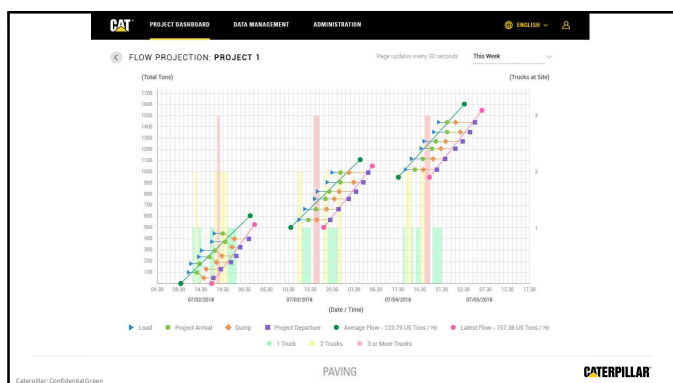 CAT
PROJECT DASHBOARD DATA MANAGEMENT ADMINISTRATION ENGLISH
FLOW PROJECTION: PROJECT 1 Page updates every 30 seconds This Week
(Total Tons) (Trucks at Site)
1700
1600
1500
1400
1300
1200
1100
1000
900
800
700
600
500
400
300
200
100
3
2
1
04.30 09.30 14.30 19.30 00.30 05.30 10.30 15.30 20.30 01.30 06.30 11.30 16.30 21.30 02.30 07.30 12.30 17.30
07/02/2018 07/03/2018 07/04/2018 07/05/2018
(Date / Time)
Load Project Arrival Dump Project Departure Average Flow - 123.79 US Tons / Hr Latest Flow - 157.36 US Tons / Hr
1 Truck 2 Trucks 3 or More Trucks
PAVING
CATERPILLAR
Caterpillar: Confidential Green